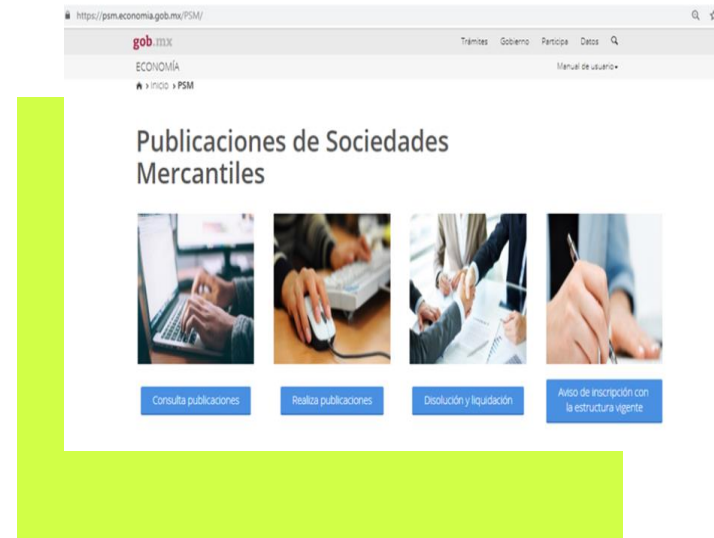 https://psm.economia.gob.mx/PSM/
gob.mx
Trámites Gobierno Participa Datos
ECONOMÍA
Manual de usuario
> Inicio > PSM
Publicaciones de Sociedades
Mercantiles
Consulta publicaciones
Realiza publicaciones
Disolución y liquidación
Aviso de inscripción con
la estructura vigente